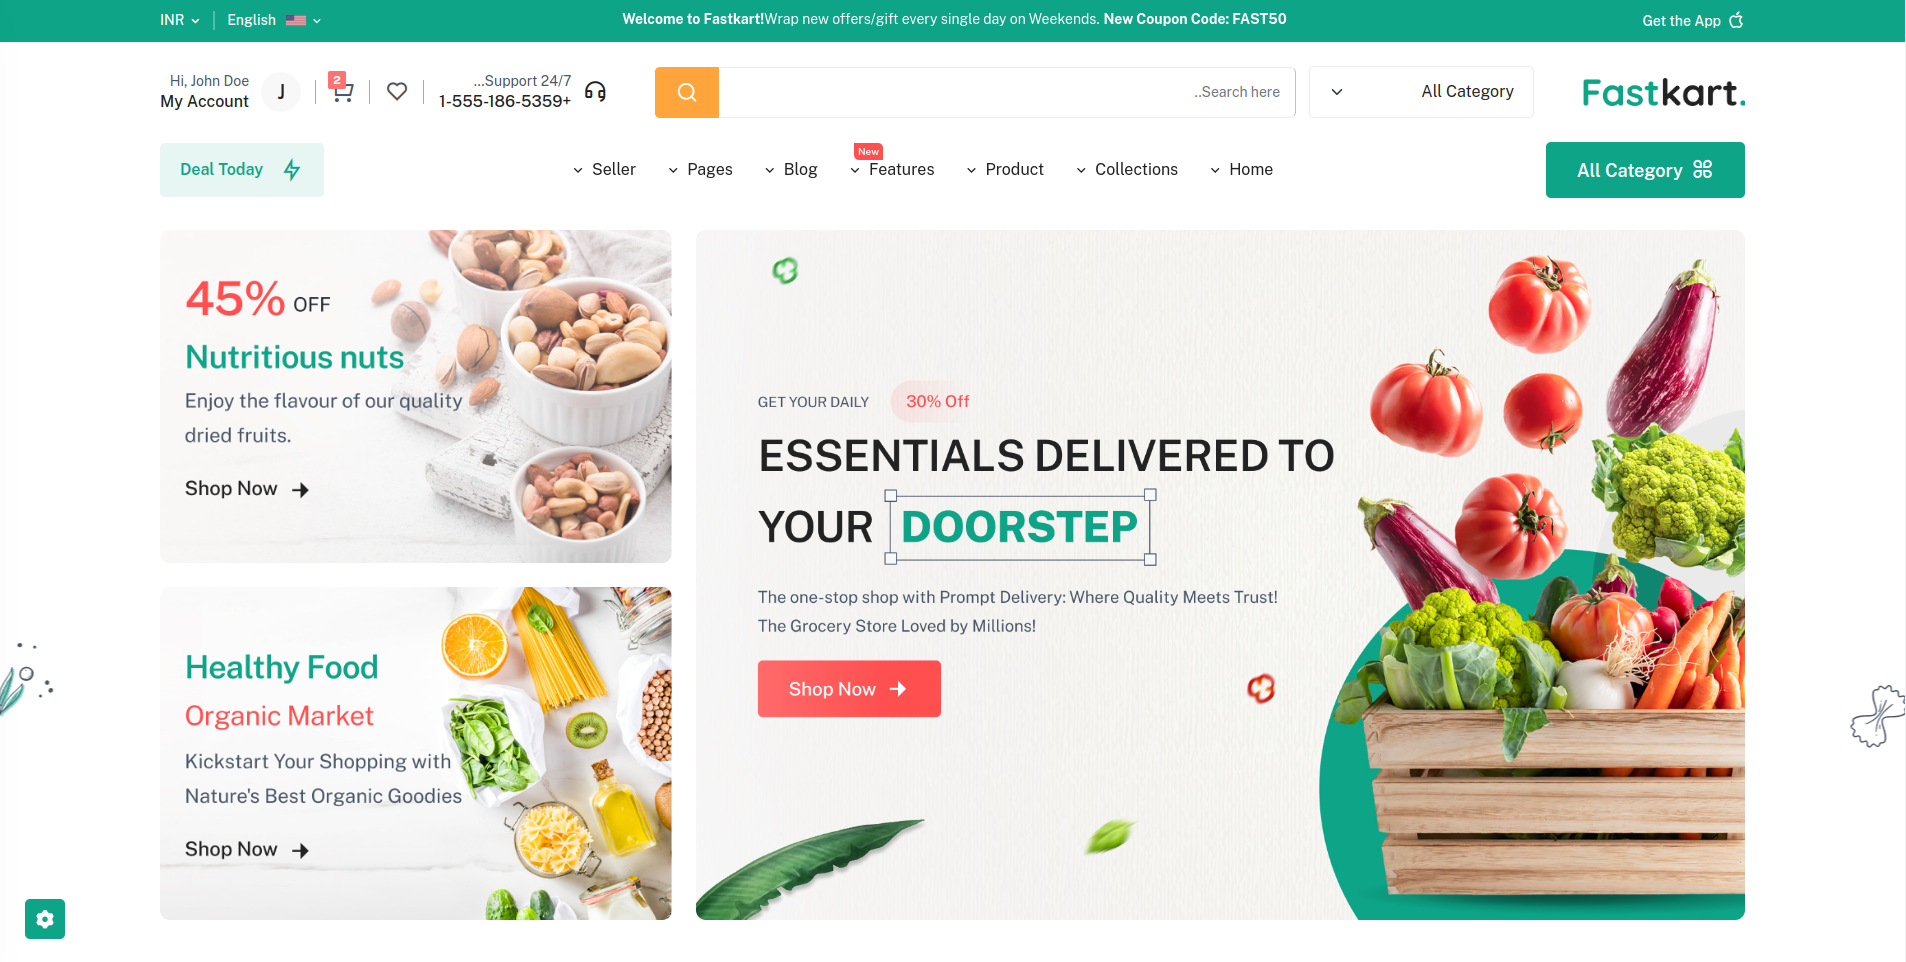 INR
English
Welcome to Fastkart!Wrap new offers/gift every single day on Weekends. New Coupon Code: FAST50
Get the App
Hi, John Doe
My Account
J
2
...Support 24/7
1-555-186-5359+
..Search here
All Category
Fastkart.
Deal Today
Seller
Pages
Blog
New
Features
Product
Collections
Home
All Category
45% OFF
Nutritious nuts
Enjoy the flavour of our quality
dried fruits.
Shop Now
Healthy Food
Organic Market
Kickstart Your Shopping with
Nature's Best Organic Goodies
Shop Now
GET YOUR DAILY 30% Off
ESSENTIALS DELIVERED TO
YOUR DOORSTEP
The one-stop shop with Prompt Delivery: Where Quality Meets Trust!
The Grocery Store Loved by Millions!
Shop Now